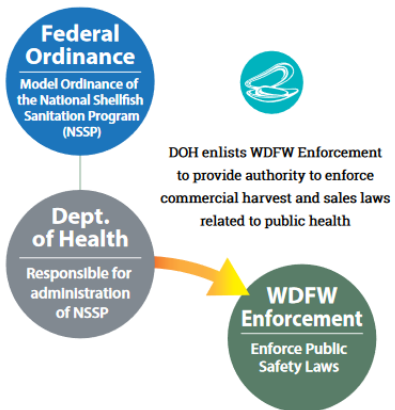 Federal
Ordinance
Model Ordinance of
the National Shellfish
Sanitation Program
(NSSP)
DOH enlists WDFW Enforcement
to provide authority to enforce
commercial harvest and sales laws
related to public health
Dept.
of Health
Responsible for
administration
of NSSP
WDFW
Enforcement
Enforce Public
Safety Laws